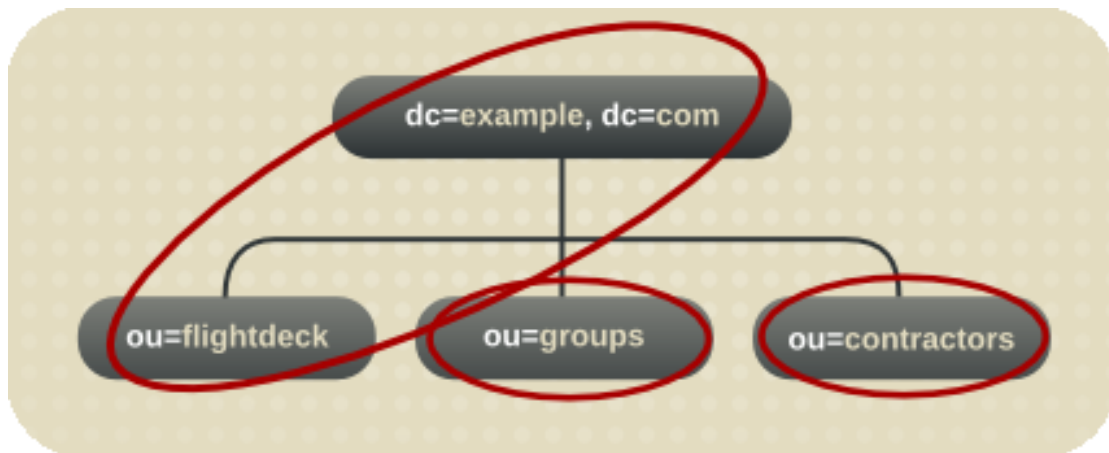 dc=example, dc=com
ou=flightdeck
ou=groups
ou=contractors